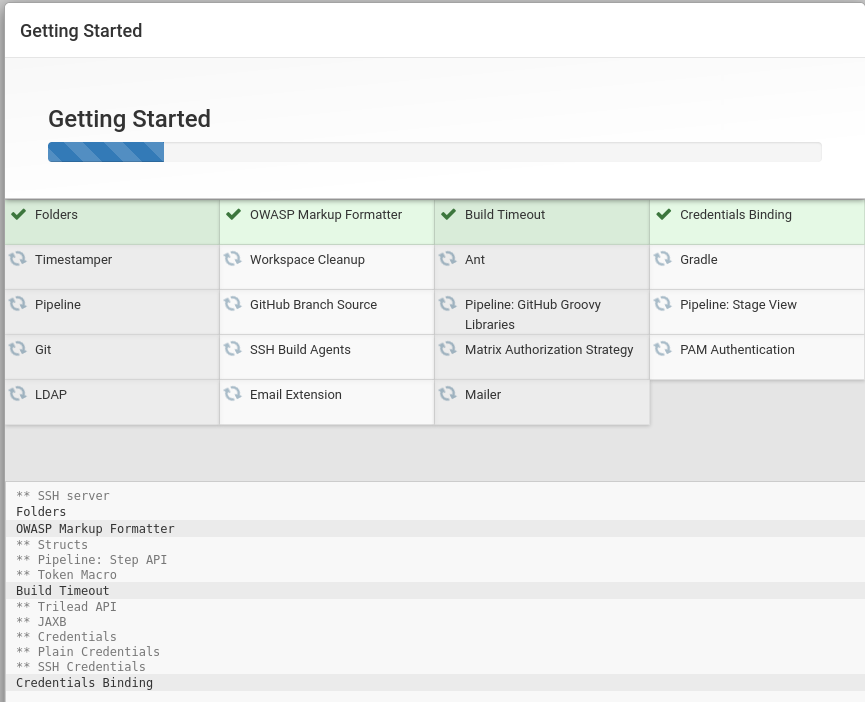 Getting Started
Getting Started
Folders
OWASP Markup Formatter
Build Timeout
Credentials Binding
Timestamper
Workspace Cleanup
Ant
Gradle
Pipeline
GitHub Branch Source
Pipeline: GitHub Groovy
Libraries
Pipeline: Stage View
Git
SSH Build Agents
Matrix Authorization Strategy
PAM Authentication
LDAP
Email Extension
Mailer
** SSH server
Folders
OWASP Markup Formatter
** Structs
** Pipeline: Step API
** Token Macro
Build Timeout
** Trilead API
** JAXB
** Credentials
** Plain Credentials
** SSH Credentials
Credentials Binding